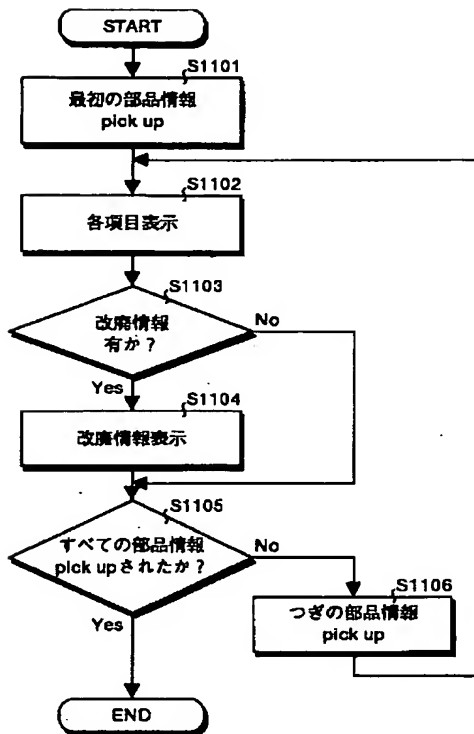 START
S1101
最初の部品情報
pick up
S1102
各項目表示
S1103
改廃情報
有か？
No
Yes
S1104
改廃情報表示
S1105
すべての部品情報
pick upされたか？
No
Yes
S1106
つぎの部品情報
pick up
END